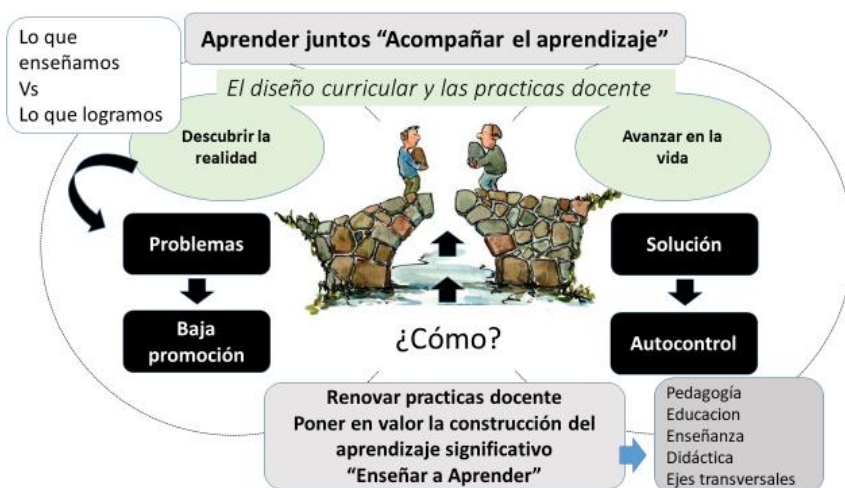 Lo que
enseñamos
Vs
Lo que logramos
Aprender juntos “Acompañar el aprendizaje”
El diseño curricular y las practicas docente
Descubrir la
realidad
Avanzar en la
vida
Problemas
Solución
Baja
promoción
Autocontrol
¿Cómo?
Renovar practicas docente
Poner en valor la construcción del
aprendizaje significativo
“Enseñar a Aprender”
Pedagogía
Educacion
Enseñanza
Didáctica
Ejes transversales